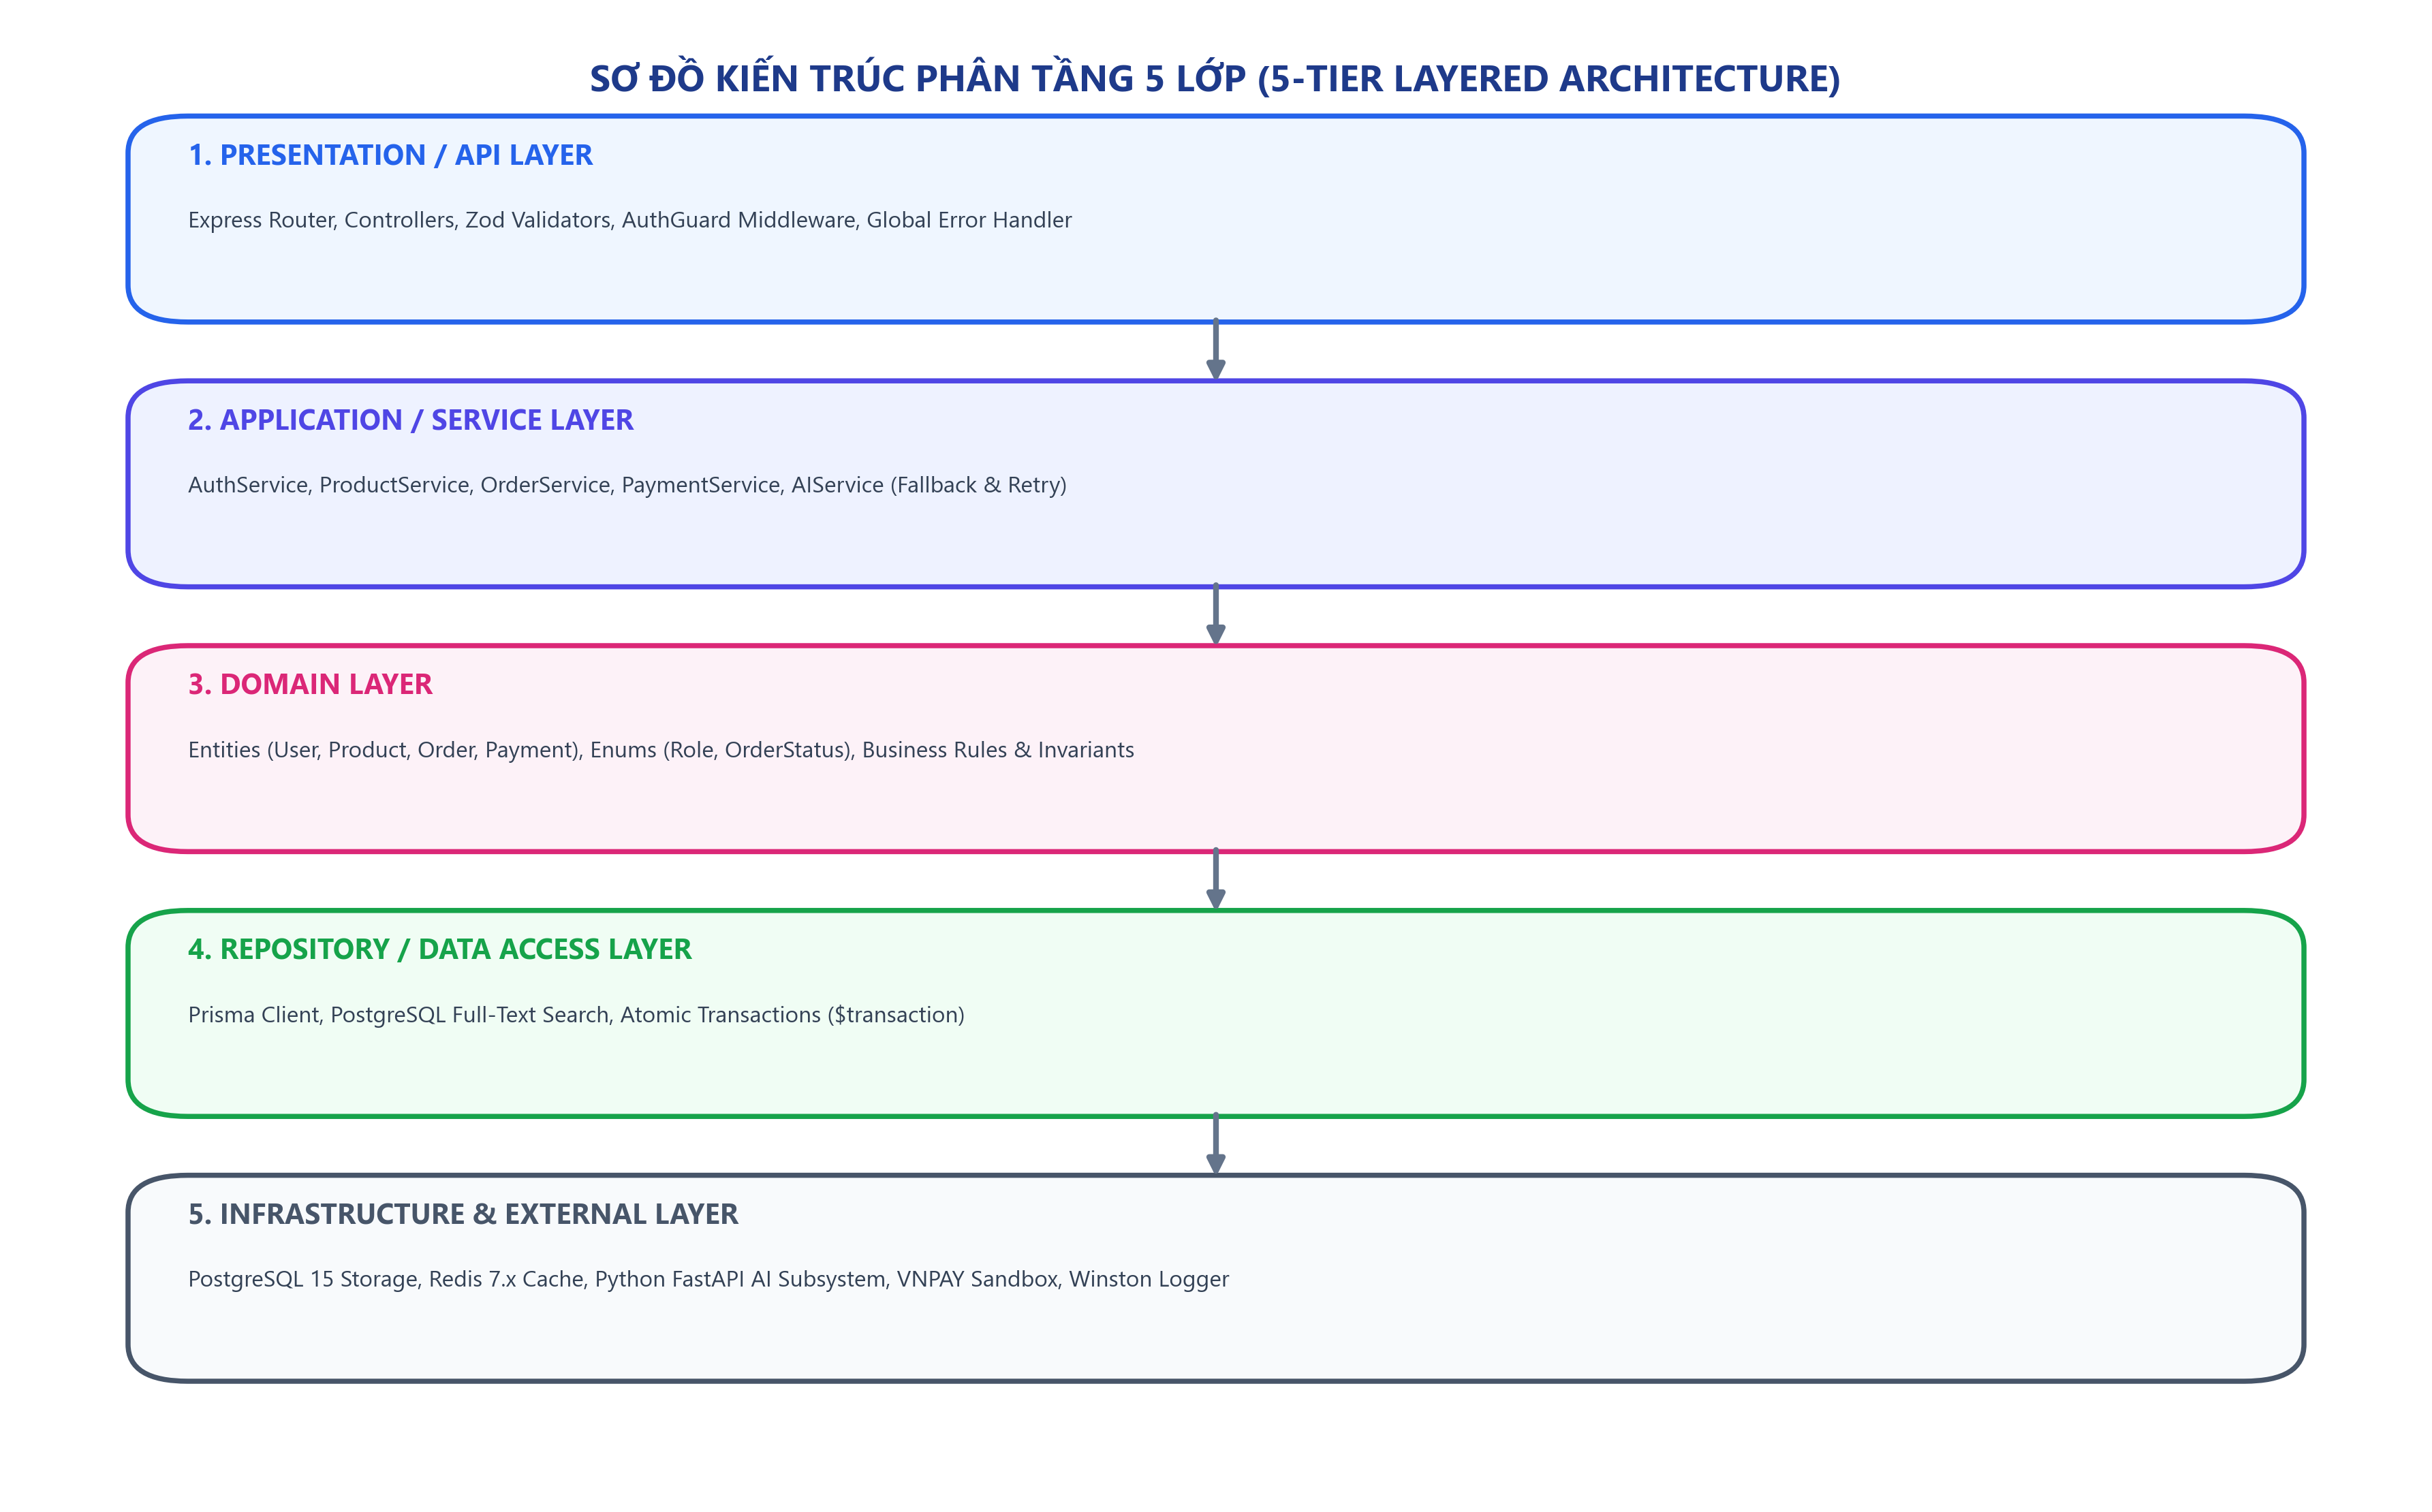 SƠ ĐỒ KIẾN TRÚC PHÂN TẦNG 5 LỚP (5-TIER LAYERED ARCHITECTURE)
1. PRESENTATION / API LAYER
Express Router, Controllers, Zod Validators, AuthGuard Middleware, Global Error Handler
2. APPLICATION / SERVICE LAYER
AuthService, ProductService, OrderService, PaymentService, AIService (Fallback & Retry)
3. DOMAIN LAYER
Entities (User, Product, Order, Payment), Enums (Role, OrderStatus), Business Rules & Invariants
4. REPOSITORY / DATA ACCESS LAYER
Prisma Client, PostgreSQL Full-Text Search, Atomic Transactions ($transaction)
5. INFRASTRUCTURE & EXTERNAL LAYER
PostgreSQL 15 Storage, Redis 7.x Cache, Python FastAPI AI Subsystem, VNPAY Sandbox, Winston Logger